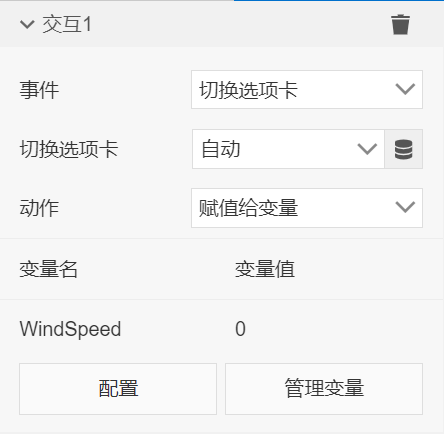 交互1
事件 切换选项卡
切换选项卡 自动
动作 赋值给变量
变量名 变量值
WindSpeed 0
配置 管理变量